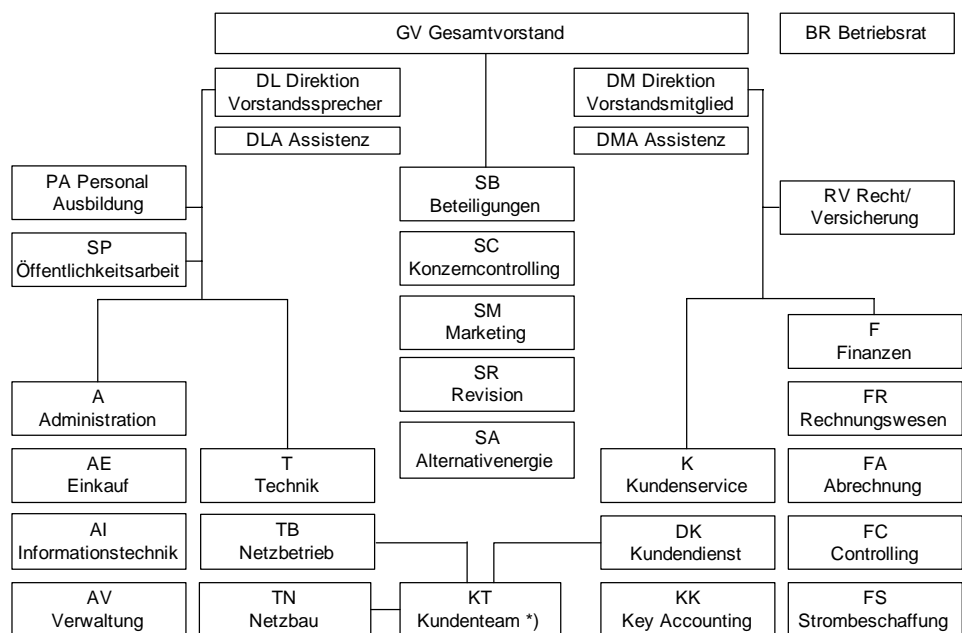 GV Gesamtvorstand
BR Betriebsrat
DL Direktion
Vorstandssprecher
DM Direktion
Vorstandsmitglied
DLA Assistenz
DMA Assistenz
PA Personal
Ausbildung
SB
Beteiligungen
RV Recht/
Versicherung
SP
Öffentlichkeitsarbeit
SC
Konzerncontrolling
SM
Marketing
F
Finanzen
SR
Revision
A
Administration
FR
Rechnungswesen
SA
Alternativenergie
AE
Einkauf
T
Technik
K
Kundenservice
FA
Abrechnung
AI
Informationstechnik
TB
Netzbetrieb
DK
Kundendienst
FC
Controlling
AV
Verwaltung
TN
Netzbau
KT
Kundenteam *)
KK
Key Accounting
FS
Strombeschaffung